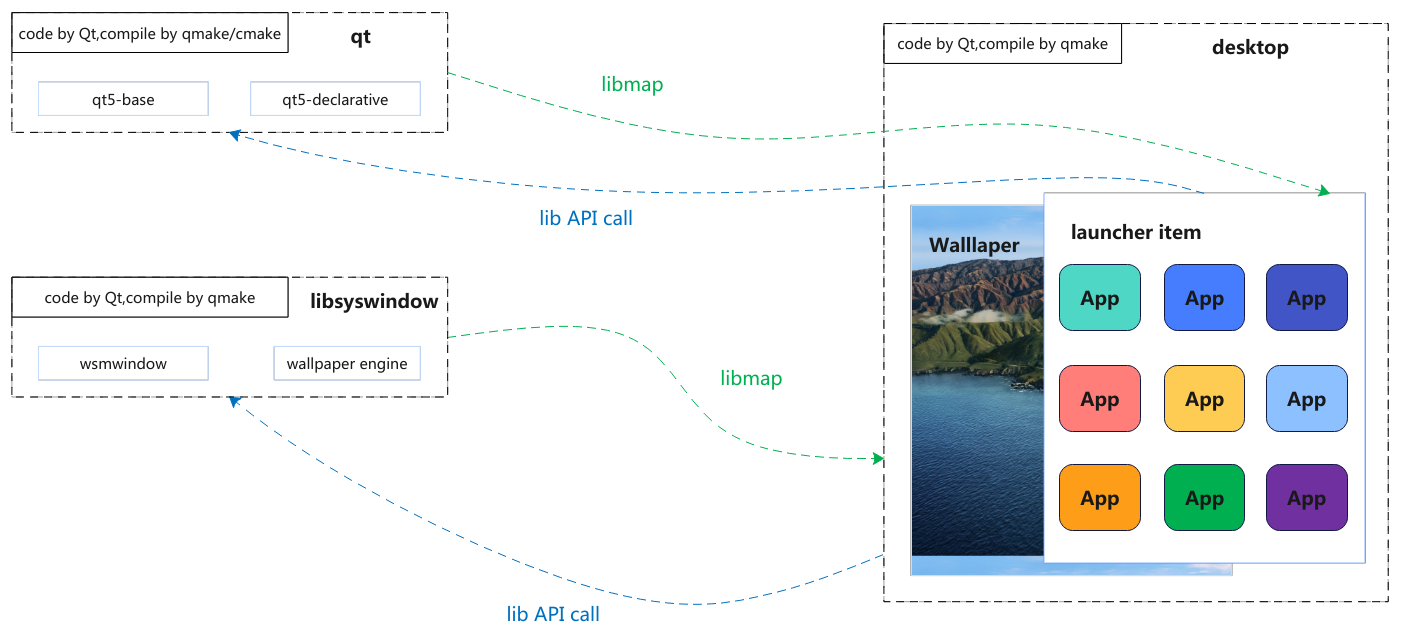 code by Qt,compile by qmake/cmake
qt
qt5-base
qt5-declarative
libmap
lib API call
code by Qt,compile by qmake
libsyswindow
wsmwindow
wallpaper engine
libmap
lib API call
code by Qt,compile by qmake
desktop
Walllaper
launcher item
App App App
App App App
App App App